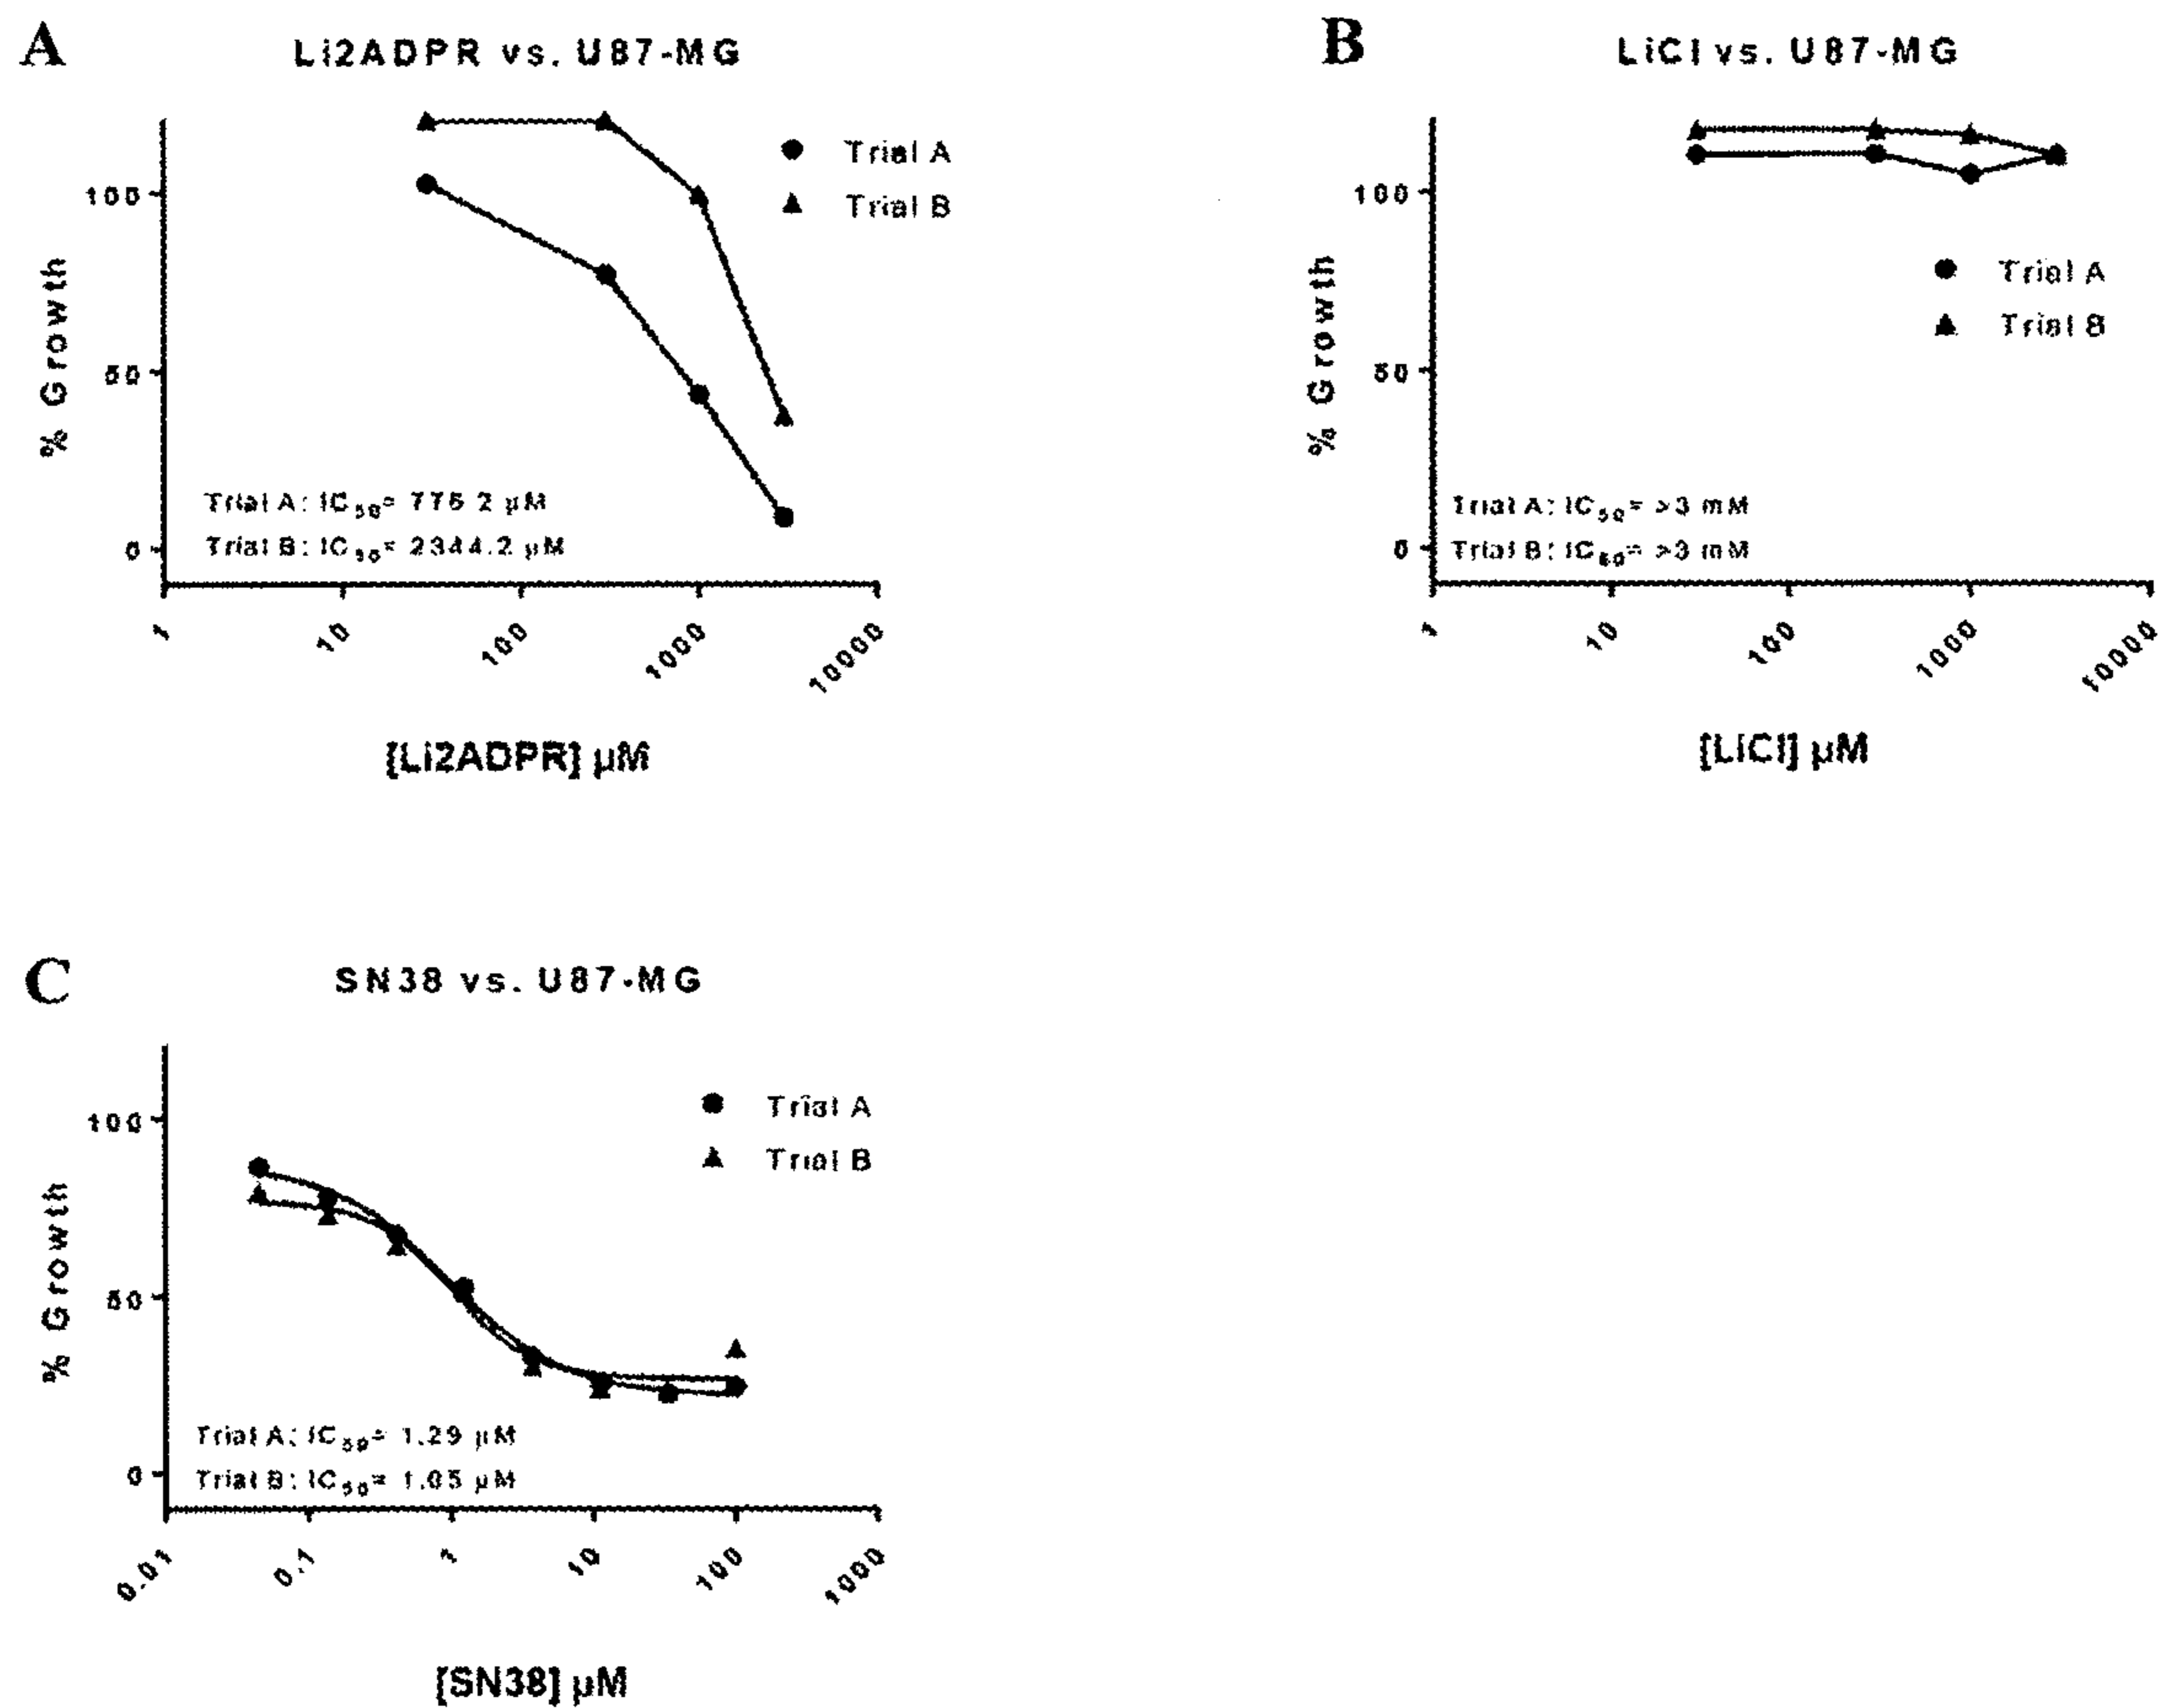 A
Li2ADPR vs. U87-MG
Trial A
Trial B
100
50
0
% Growth
Trial A: IC50= 775.2 µM
Trial B: IC50= 2344.2 µM
1
10
100
1000
10000
[Li2ADPR] µM
B
LiCl vs. U87-MG
100
50
0
% Growth
Trial A
Trial B
Trial A: IC50= >3 mM
Trial B: IC50= >3 mM
1
10
100
1000
10000
[LiCl] µM
C
SN38 vs. U87-MG
Trial A
Trial B
100
50
0
% Growth
Trial A: IC50= 1.29 µM
Trial B: IC50= 1.05 µM
0.01
0.1
1
10
100
1000
[SN38] µM